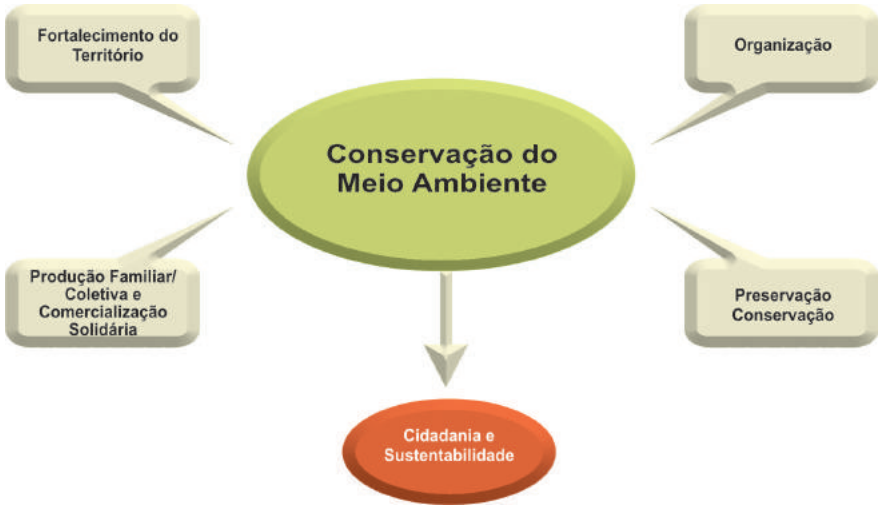 Fortalecimento do
Território
Organização
Conservação do
Meio Ambiente
Produção Familiar/
Coletiva e
Comercialização
Solidária
Preservação
Conservação
Cidadania e
Sustentabilidade